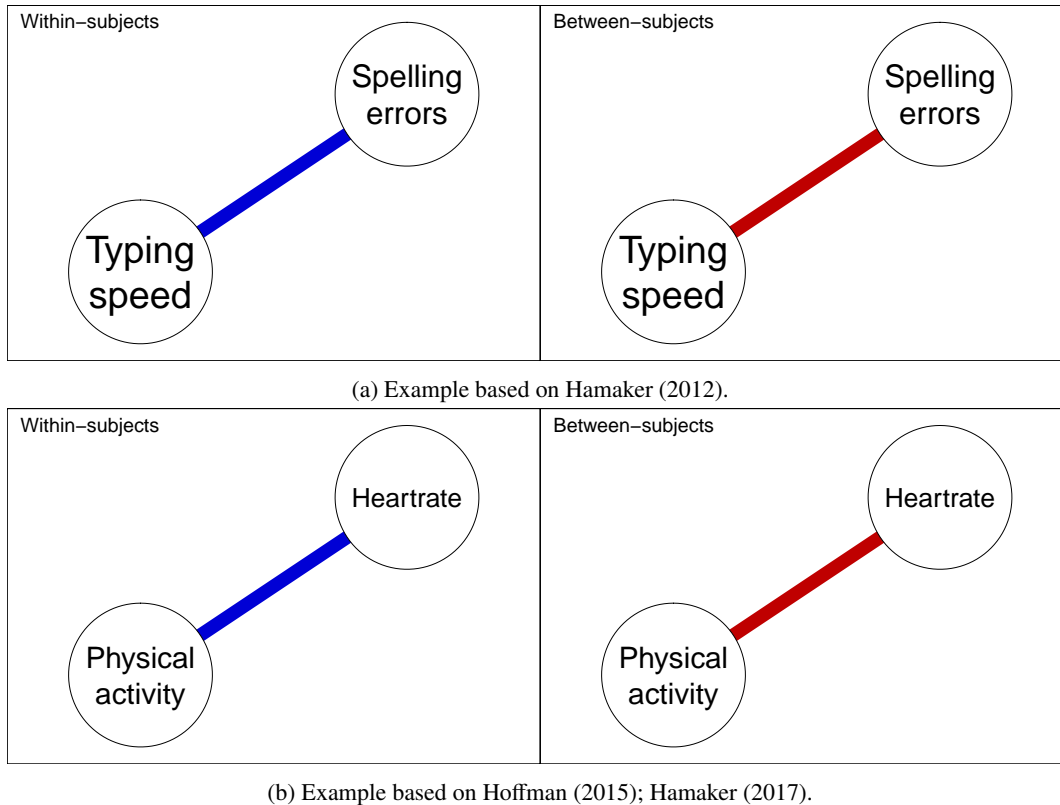 Within−subjects
Spelling
errors
Typing
speed
Between−subjects
Spelling
errors
Typing
speed
(a) Example based on Hamaker (2012).
Within−subjects
Heartrate
Physical
activity
Between−subjects
Heartrate
Physical
activity
(b) Example based on Hoffman (2015); Hamaker (2017).